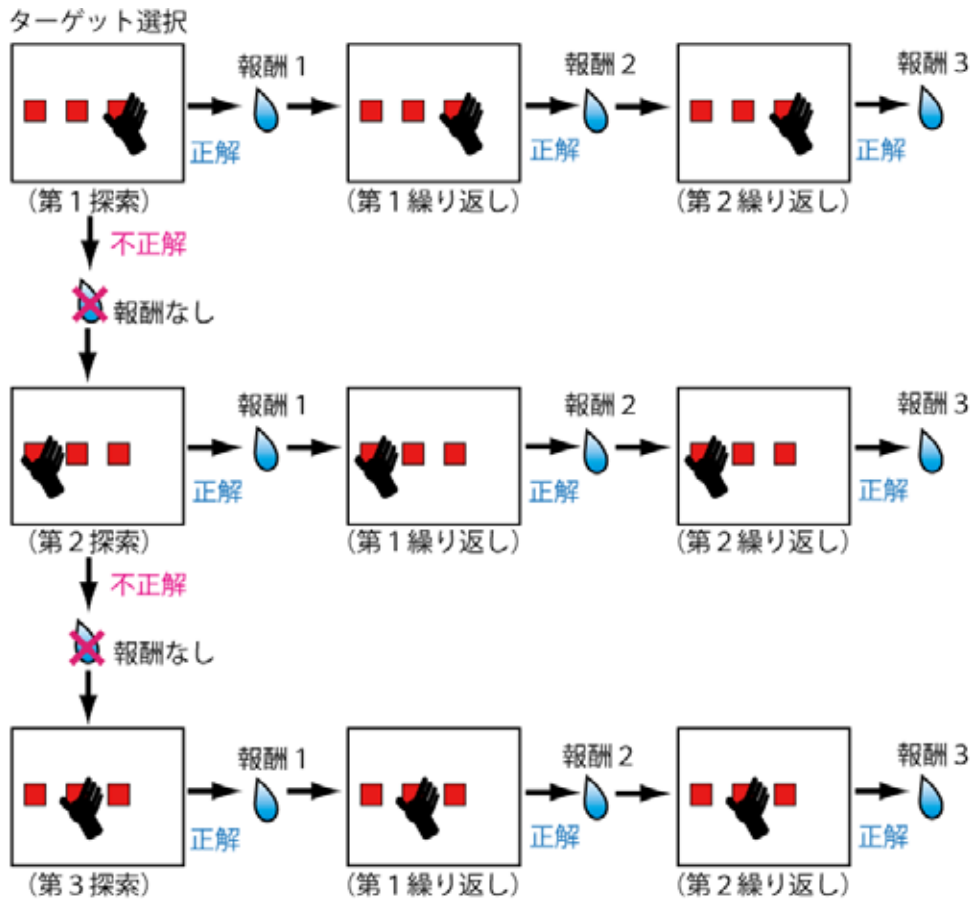 ターゲット選択
報酬1
報酬2
報酬3
正解
正解
正解
(第1探索)
(第1繰り返し)
(第2繰り返し)
不正解
報酬なし
報酬1
報酬2
報酬3
正解
正解
正解
(第2探索)
(第1繰り返し)
(第2繰り返し)
不正解
報酬なし
報酬1
報酬2
報酬3
正解
正解
正解
(第3探索)
(第1繰り返し)
(第2繰り返し)